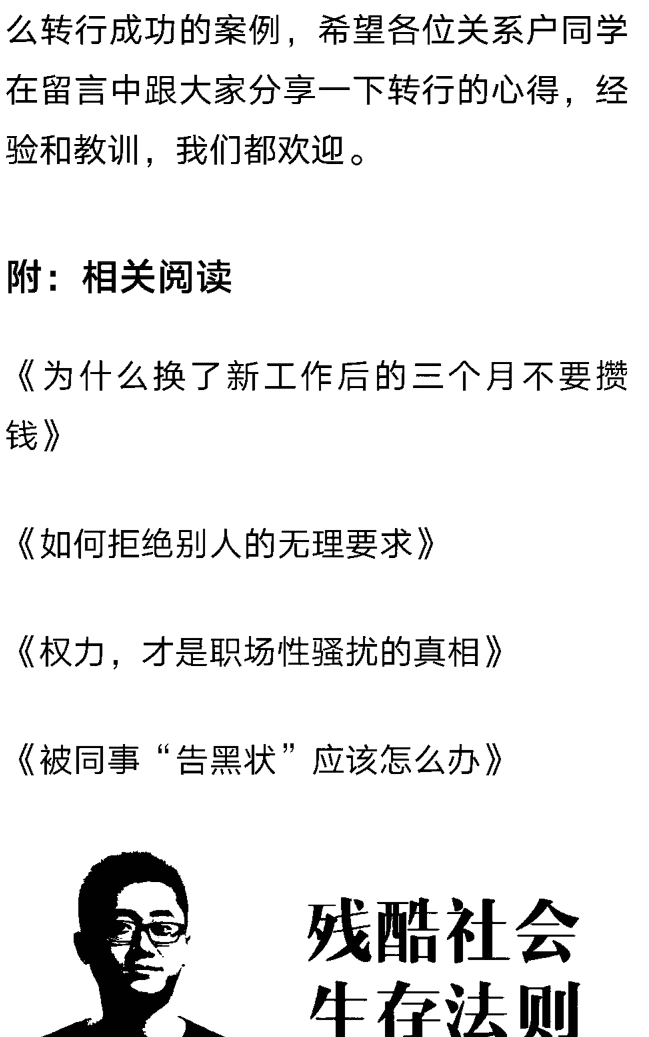 么转行成功的案例，希望各位关系户同学
在留言中跟大家分享一下转行的心得，经
验和教训，我们都欢迎。
附：相关阅读
《为什么换了新工作后的三个月不要攒
钱》
《如何拒绝别人的无理要求》
《权力，才是职场性骚扰的真相》
《被同事“告黑状”应该怎么办》
残酷社会
生存法则